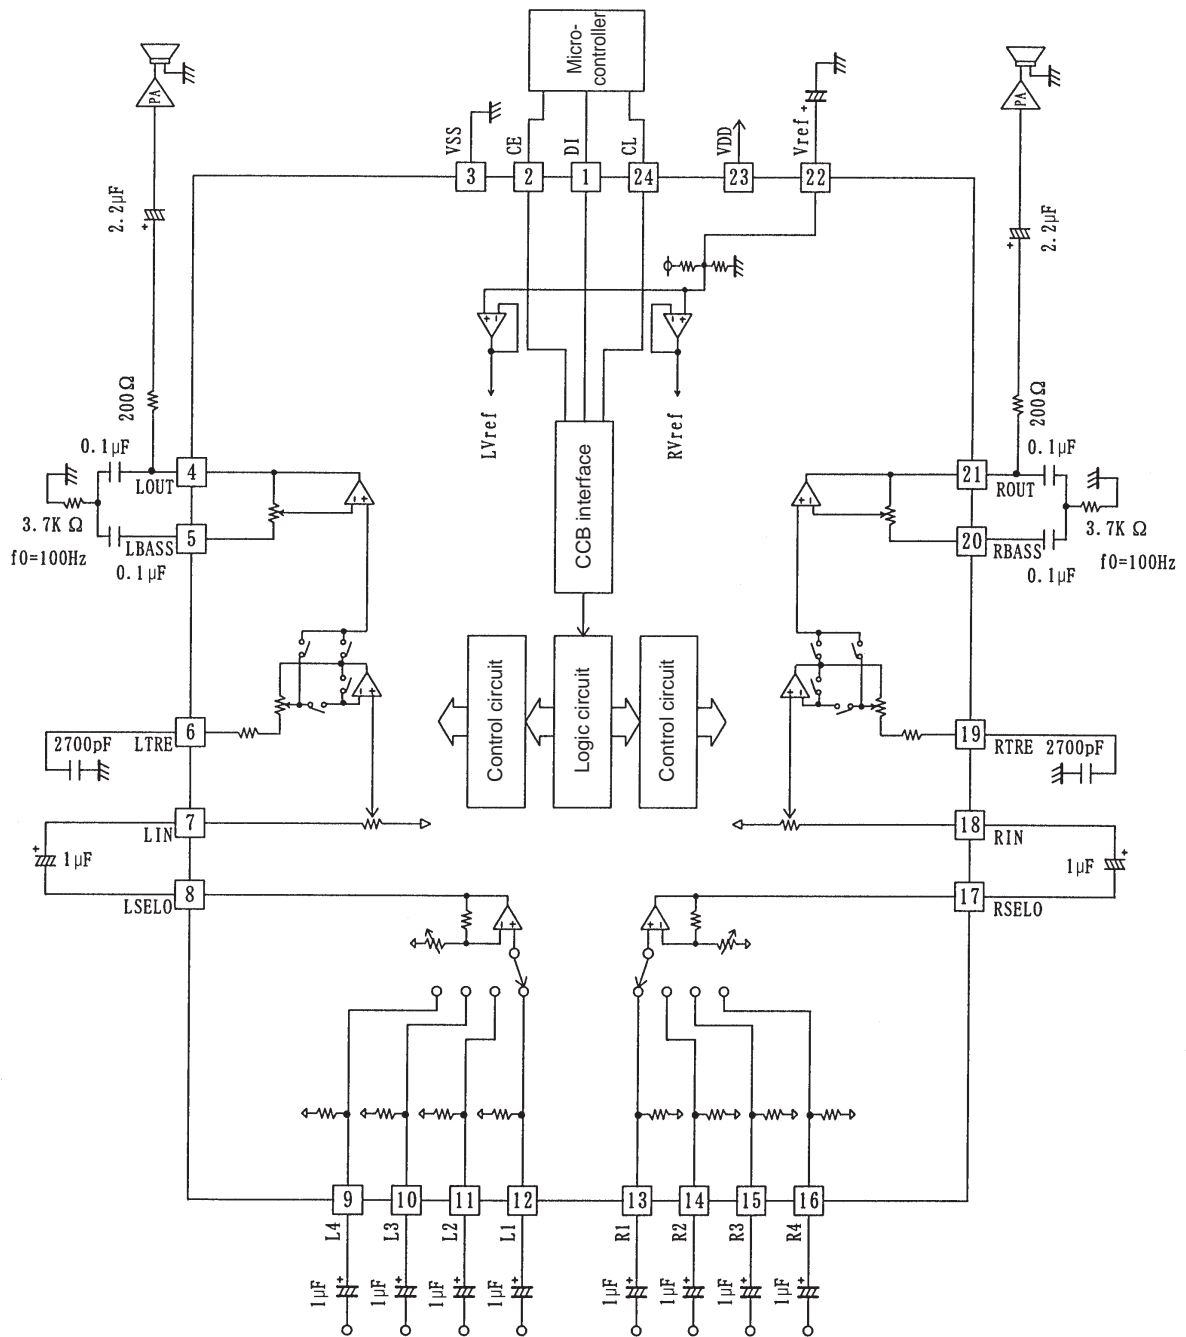 Micro-
controller
PA
PA
VSS
CE
DI
CL
VDD
Vref
+
3
2
1
24
23
22
2.2μF
+
2.2μF
+
+ −
− +
LVref
RVref
200Ω
200Ω
0.1μF
4
LOUT
3.7K Ω
f0=100Hz
5
LBASS
0.1μF
− +
CCB interface
+ −
21
ROUT
0.1μF
20
RBASS
0.1μF
3.7K Ω
f0=100Hz
Control circuit
Logic circuit
Control circuit
− +
+ −
6
LTRE
2700pF
19
RTRE
2700pF
7
LIN
18
RIN
+
1μF
1μF
+
8
LSELO
17
RSELO
− +
+ −
9
10
11
12
13
14
15
16
L4
L3
L2
L1
R1
R2
R3
R4
1μF
+
1μF
+
1μF
+
1μF
+
1μF
+
1μF
+
1μF
+
1μF
+